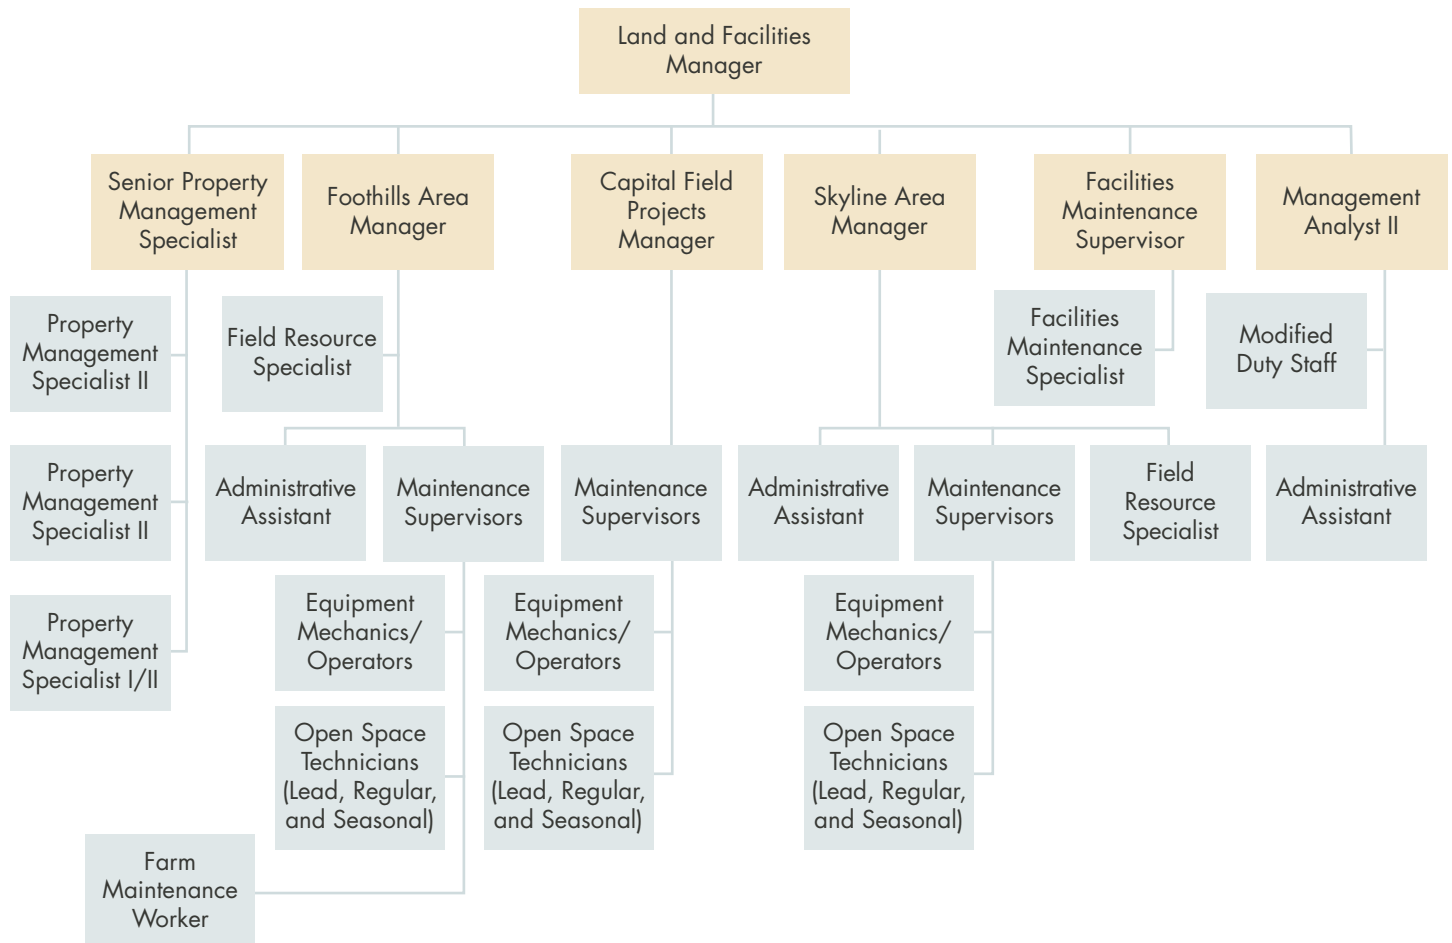 Land and Facilities
Manager
Senior Property
Management
Specialist
Foothills Area
Manager
Capital Field
Projects
Manager
Skyline Area
Manager
Facilities
Maintenance
Supervisor
Management
Analyst II
Property
Management
Specialist II
Field Resource
Specialist
Facilities
Maintenance
Specialist
Modified
Duty Staff
Property
Management
Specialist II
Administrative
Assistant
Maintenance
Supervisors
Maintenance
Supervisors
Administrative
Assistant
Maintenance
Supervisors
Field
Resource
Specialist
Administrative
Assistant
Property
Management
Specialist I/II
Equipment
Mechanics/
Operators
Equipment
Mechanics/
Operators
Equipment
Mechanics/
Operators
Open Space
Technicians
(Lead, Regular,
and Seasonal)
Open Space
Technicians
(Lead, Regular,
and Seasonal)
Open Space
Technicians
(Lead, Regular,
and Seasonal)
Farm
Maintenance
Worker